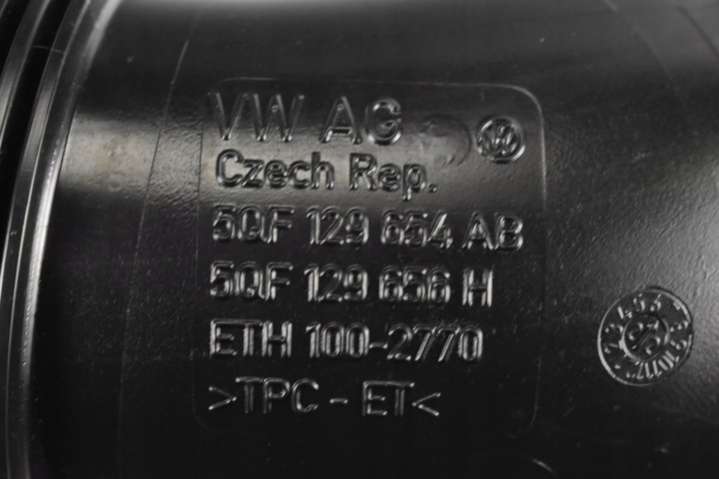 VW AG
Czech Rep.
5QF 129 654 AB
5QF 129 656 H
ETH 100-2770
>TPC - ET<